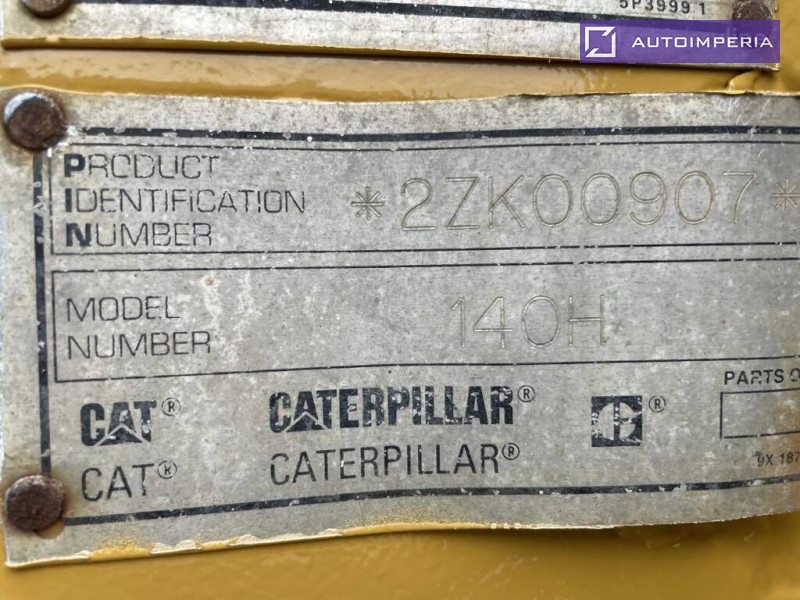 5P3999 1
AUTOIMPERIA
PRODUCT
IDENTIFICATION
NUMBER
*2ZK00907*
MODEL
NUMBER
140H
CAT® CATERPILLAR® ®
CAT® CATERPILLAR®
PARTS
9X 187